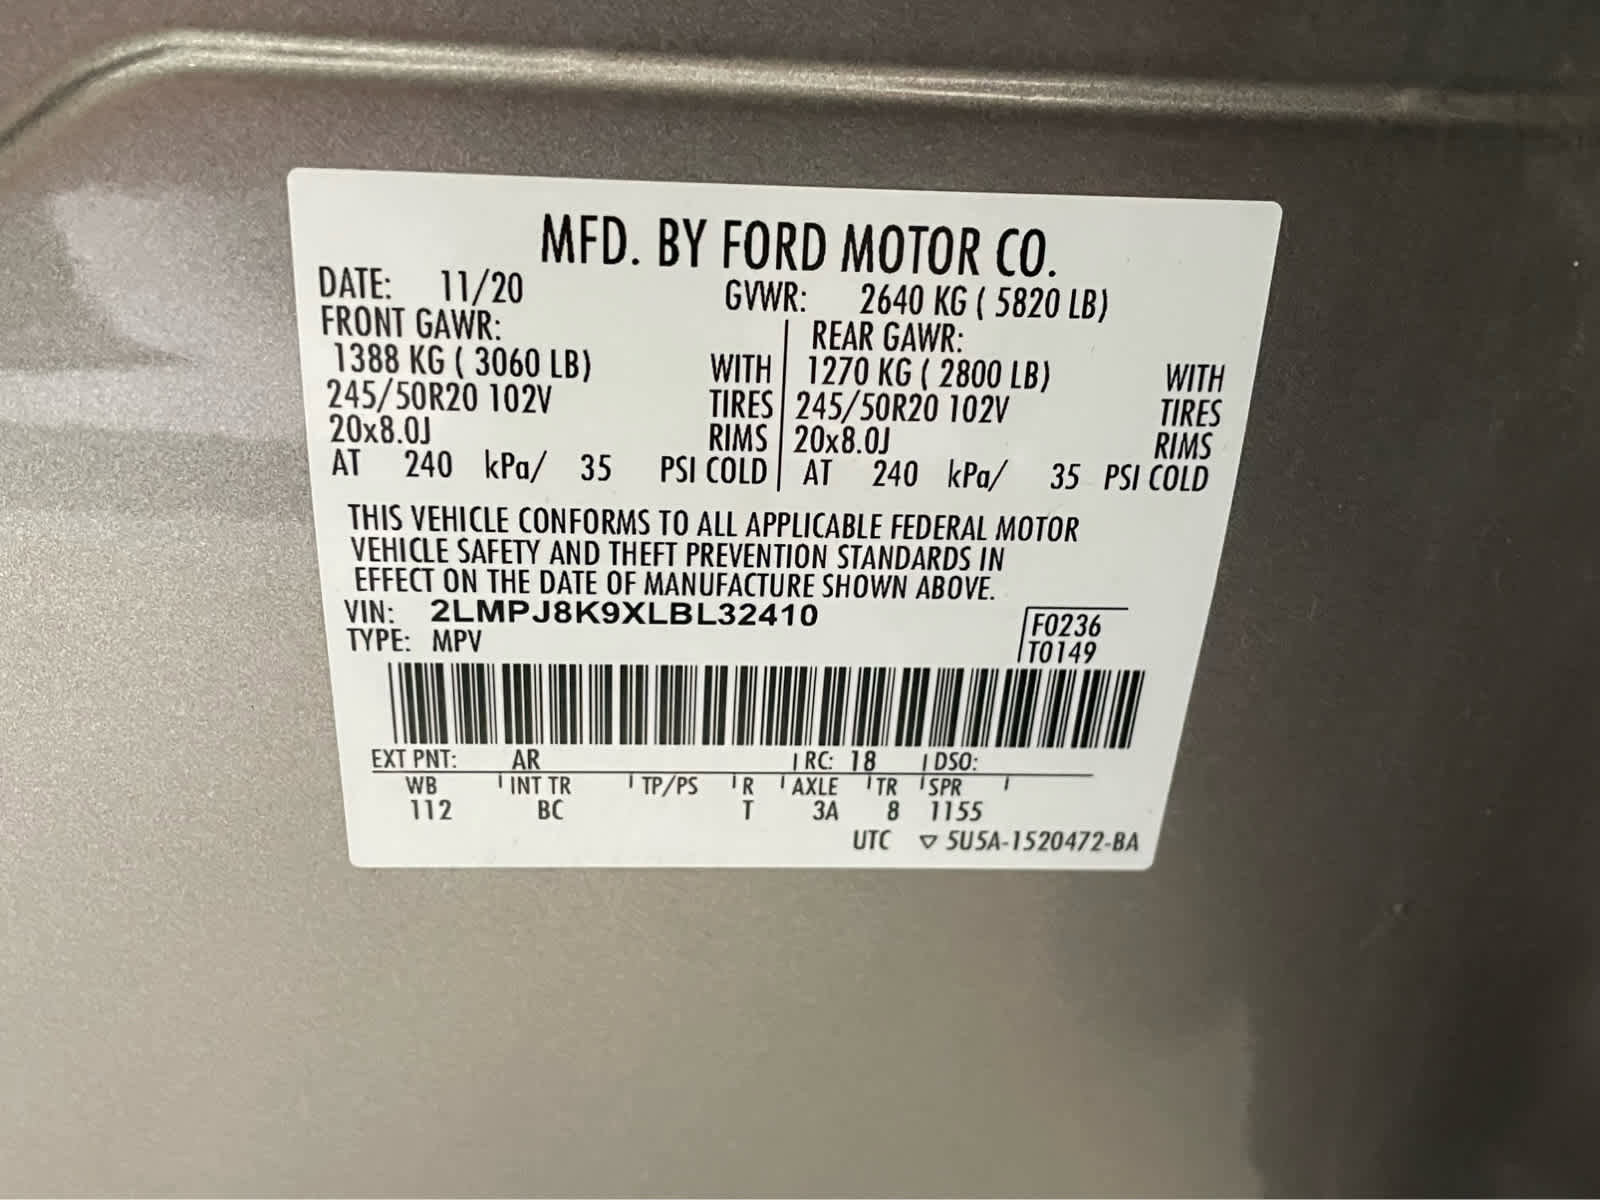 MFD. BY FORD MOTOR CO.
DATE: 11/20 GVWR: 2640 KG ( 5820 LB)
FRONT GAWR: REAR GAWR:
1388 KG ( 3060 LB) WITH 1270 KG ( 2800 LB) WITH
245/50R20 102V TIRES 245/50R20 102V TIRES
20x8.0J RIMS 20x8.0J RIMS
AT 240 kPa/ 35 PSI COLD AT 240 kPa/ 35 PSI COLD
THIS VEHICLE CONFORMS TO ALL APPLICABLE FEDERAL MOTOR
VEHICLE SAFETY AND THEFT PREVENTION STANDARDS IN
EFFECT ON THE DATE OF MANUFACTURE SHOWN ABOVE.
VIN: 2LMPJ8K9XLBL32410 F0236
TYPE: MPV T0149
EXT PNT: AR RC: 18 DSO:
WB INT TR TP/PS R AXLE TR SPR
112 BC T 3A 8 1155
UTC ▽ 5U5A-1520472-BA